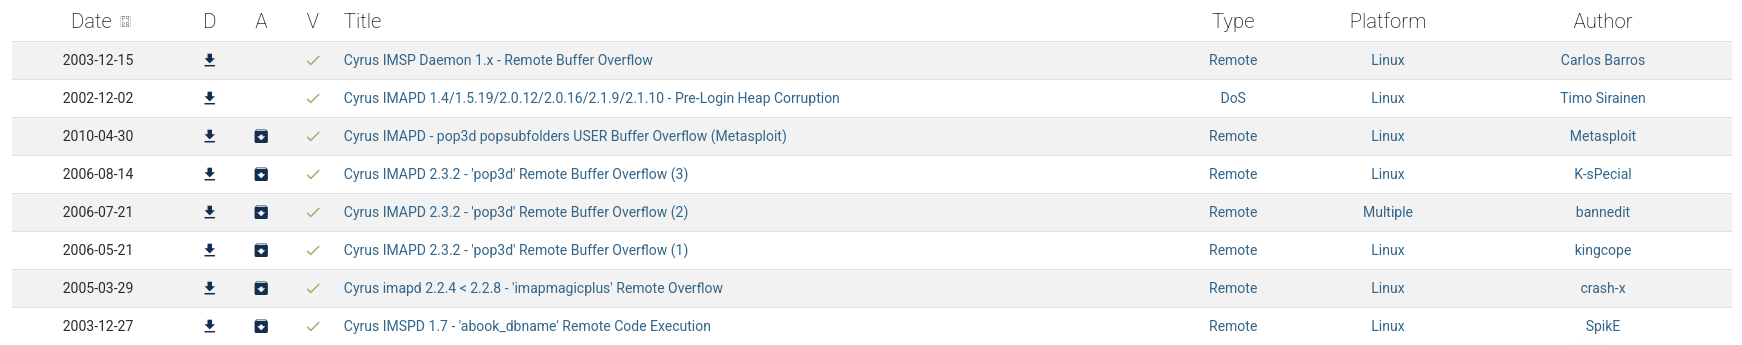 Date D A V Title Type Platform Author
2003-12-15 Cyrus IMSP Daemon 1.x - Remote Buffer Overflow Remote Linux Carlos Barros
2002-12-02 Cyrus IMAPD 1.4/1.5.19/2.0.12/2.0.16/2.1.9/2.1.10 - Pre-Login Heap Corruption DoS Linux Timo Sirainen
2010-04-30 Cyrus IMAPD - pop3d popsubfolders USER Buffer Overflow (Metasploit) Remote Linux Metasploit
2006-08-14 Cyrus IMAPD 2.3.2 - 'pop3d' Remote Buffer Overflow (3) Remote Linux K-sPecial
2006-07-21 Cyrus IMAPD 2.3.2 - 'pop3d' Remote Buffer Overflow (2) Remote Multiple bannedit
2006-05-21 Cyrus IMAPD 2.3.2 - 'pop3d' Remote Buffer Overflow (1) Remote Linux kingcope
2005-03-29 Cyrus imapd 2.2.4 < 2.2.8 - 'imapmagicplus' Remote Overflow Remote Linux crash-x
2003-12-27 Cyrus IMSPD 1.7 - 'abook_dbname' Remote Code Execution Remote Linux SpikE